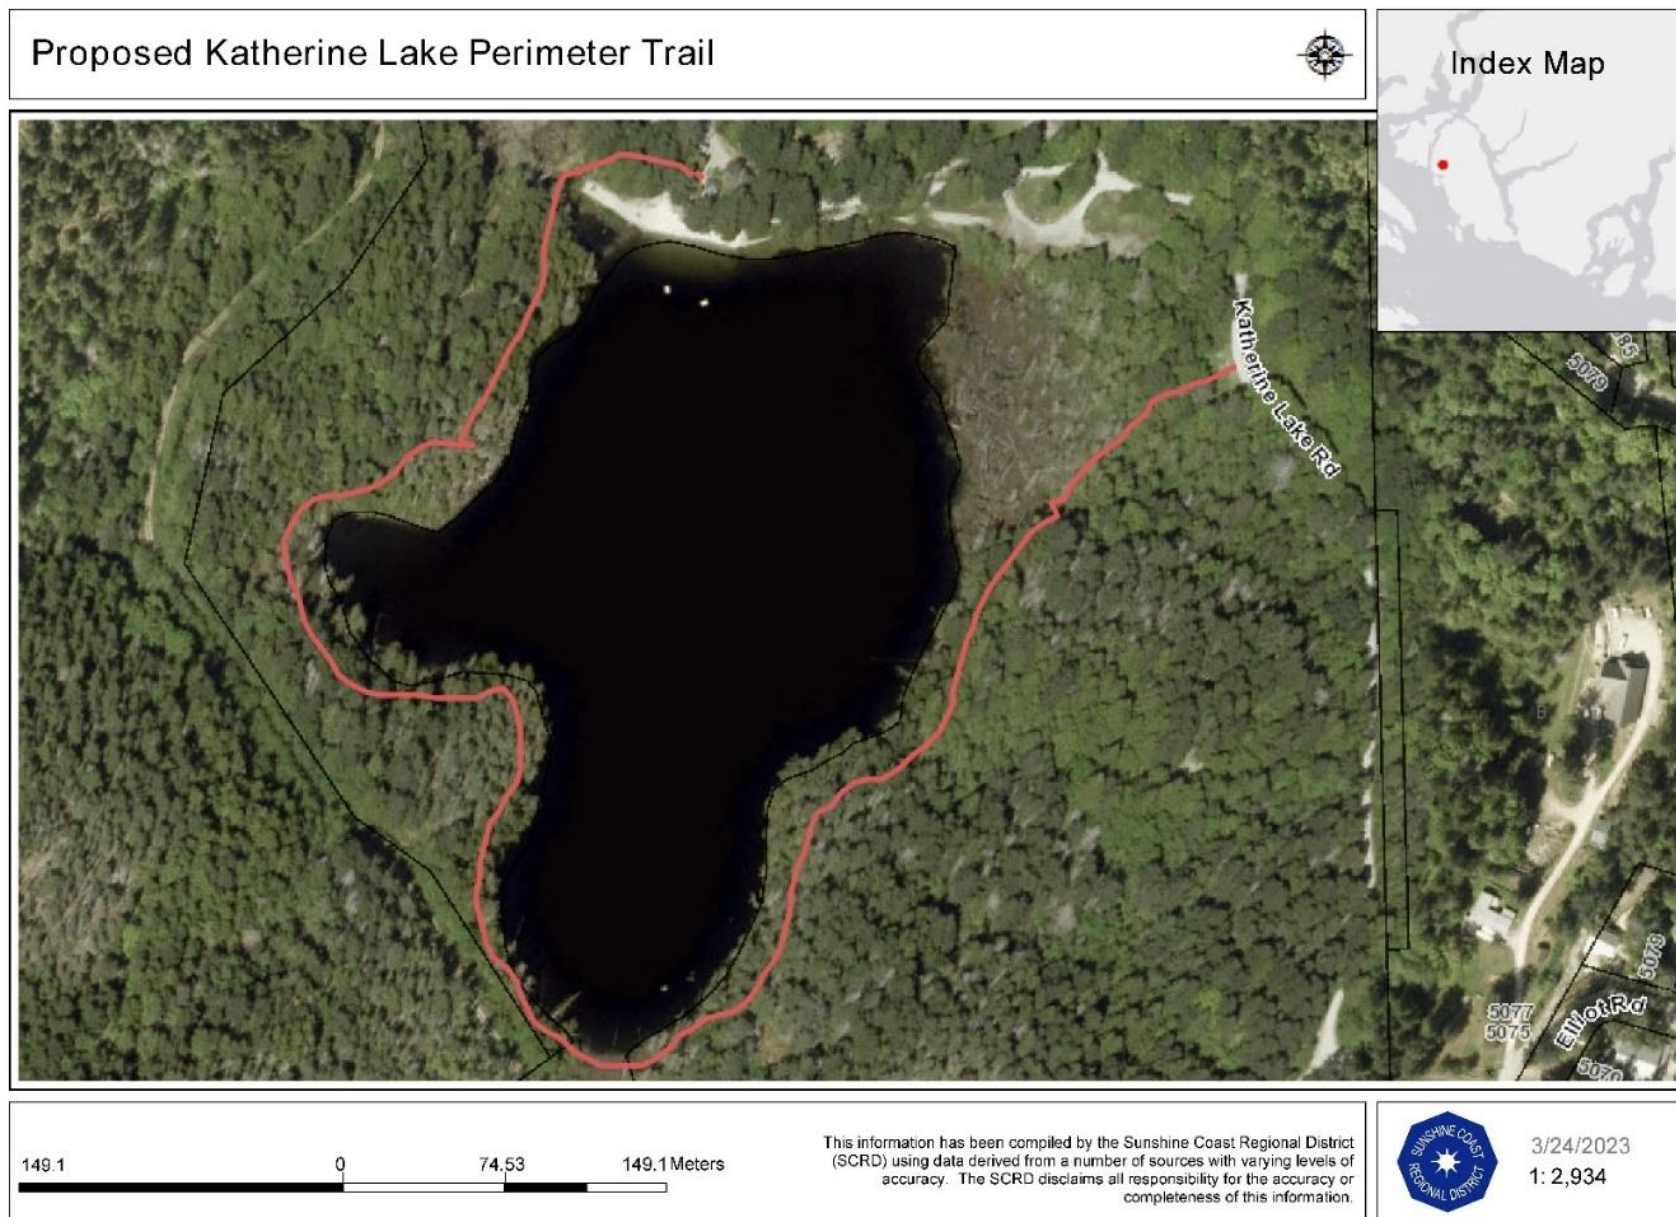 Proposed Katherine Lake Perimeter Trail
Index Map
Katherine Lake Rd
85
5079
5077
5075
Elliot Rd
5079
5070
149.1
0
74.53
149.1 Meters
This information has been compiled by the Sunshine Coast Regional District
(SCRD) using data derived from a number of sources with varying levels of
accuracy. The SCRD disclaims all responsibility for the accuracy or
completeness of this information.
SUNSHINE COAST
REGIONAL DISTRICT
3/24/2023
1: 2,934